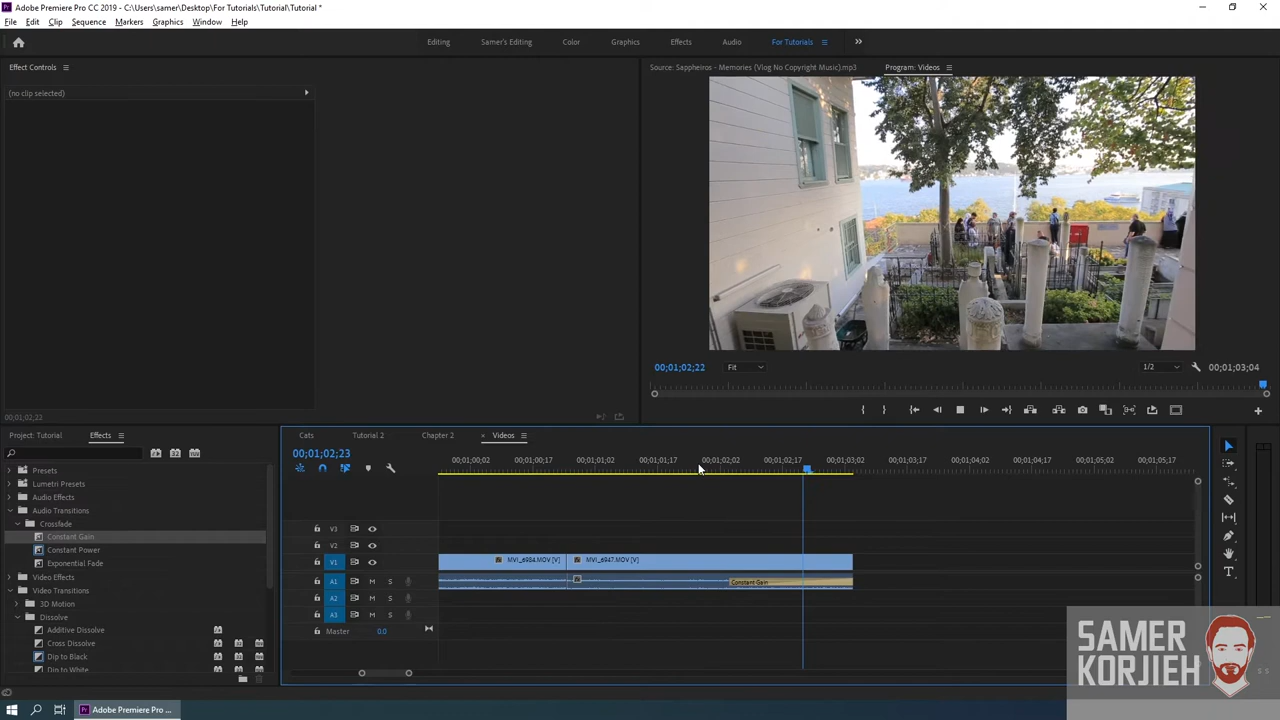 Adobe Premiere Pro CC 2019 - C:\Users\samer\Desktop\For Tutorials\Tutorial\Tutorial *
File Edit Clip Sequence Markers Graphics Window Help
Editing Samer's Editing Color Graphics Effects Audio For Tutorials
Effect Controls
Source: Sappheiros - Memories (Vlog No Copyright Music).mp3 Program: Videos
(no clip selected)
00;01;02;22 Fit 1/2 00;01;03;04
00;01;02;22
Project: Tutorial Effects
Cats Tutorial 2 Chapter 2 Videos
00;01;02;23
00;01;00;02 00;01;00;17 00;01;01;02 00;01;01;17 00;01;02;02 00;01;02;17 00;01;03;02 00;01;03;17 00;01;04;02 00;01;04;17 00;01;05;02 00;01;05;17
Presets
Lumetri Presets
Audio Effects
Audio Transitions
Crossfade
Constant Gain
Constant Power
Exponential Fade
Video Effects
Video Transitions
3D Motion
Dissolve
Additive Dissolve
Cross Dissolve
Dip to Black
Dip to White
V3
V2
V1 MVI_6984.MOV [V] MVI_6947.MOV [V]
A1 M S Constant Gain
A2 M S
A3 M S
Master 0.0
SAMER
KORJIEH
S S
Adobe Premiere Pro ...